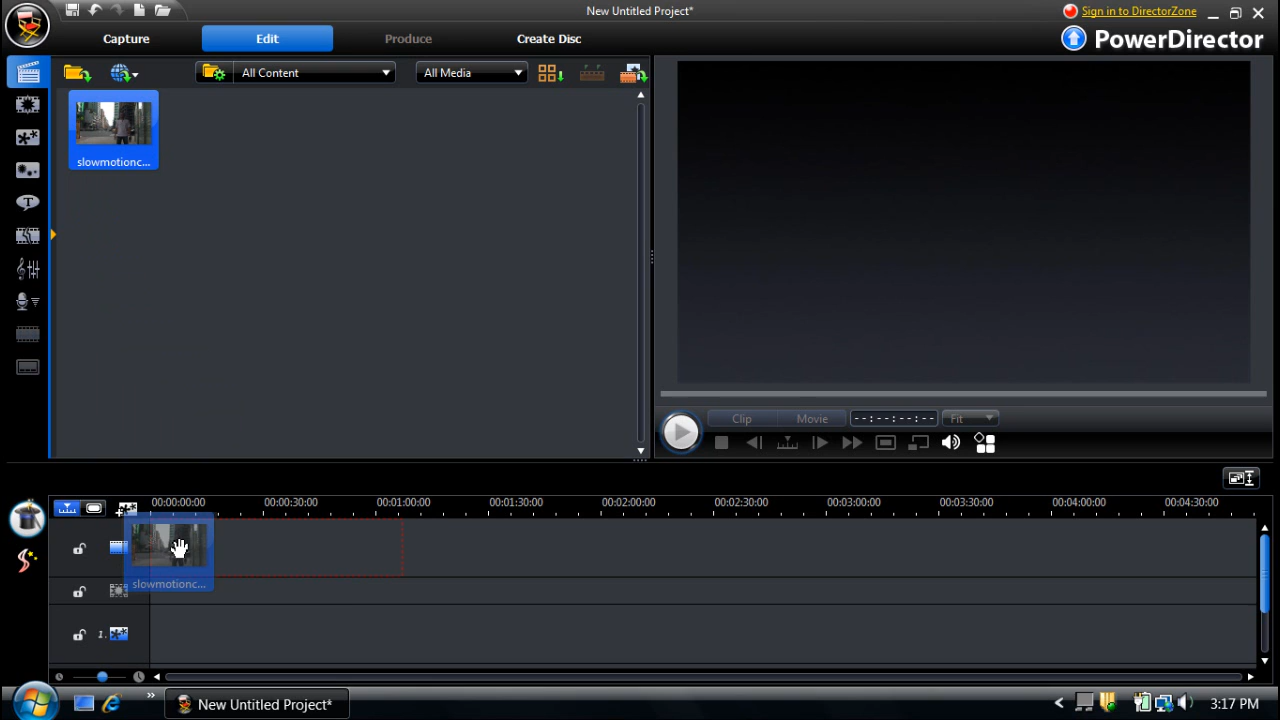 New Untitled Project*
Sign in to DirectorZone
Capture
Edit
Produce
Create Disc
PowerDirector
All Content
All Media
slowmotionc...
Clip
Movie
--:--:--:--
Fit
00:00:00:00 00:00:30:00 00:01:00:00 00:01:30:00 00:02:00:00 00:02:30:00 00:03:00:00 00:03:30:00 00:04:00:00 00:04:30:00
slowmotionc...
1.
New Untitled Project*
3:17 PM